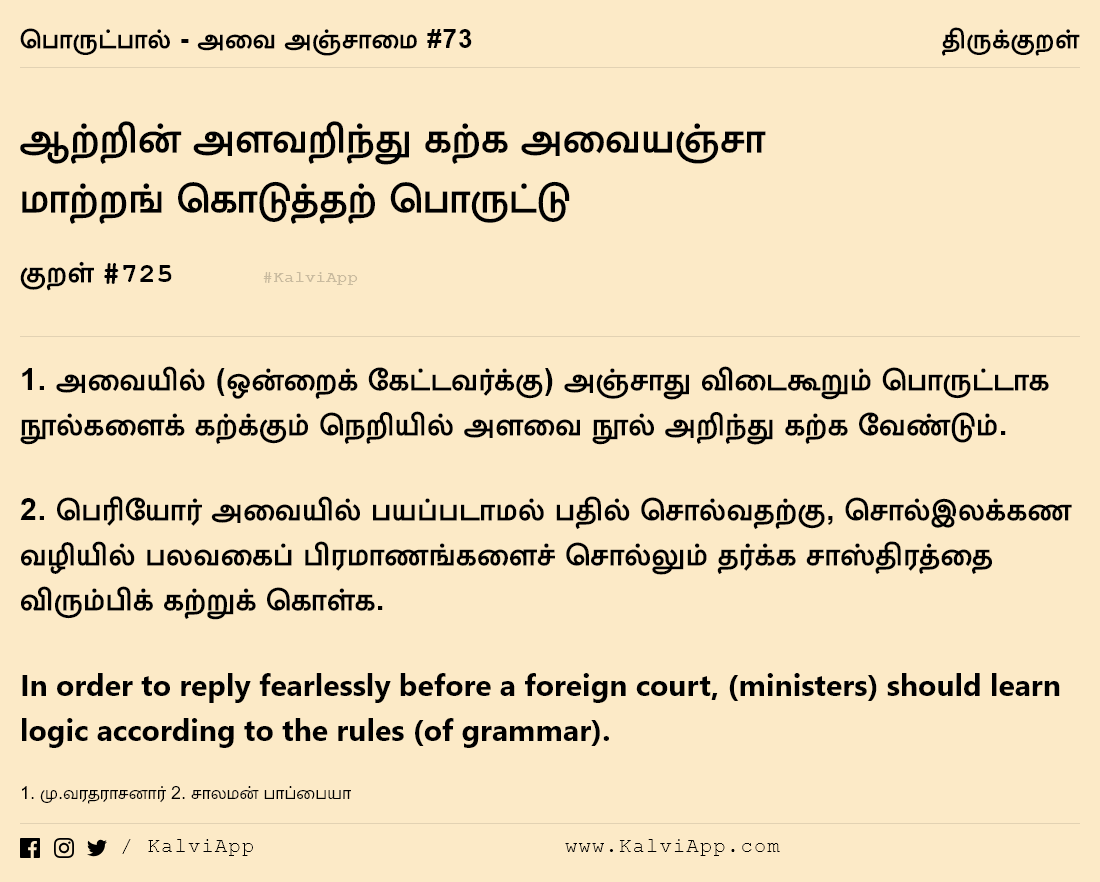 பொருட்பால் - அவை அஞ்சாமை #73
திருக்குறள்
ஆற்றின் அளவறிந்து கற்க அவையஞ்சா
மாற்றங் கொடுத்தற் பொருட்டு
குறள் #725
#KalviApp
1. அவையில் (ஒன்றைக் கேட்டவர்க்கு) அஞ்சாது விடைகூறும் பொருட்டாக
நூல்களைக் கற்க்கும் நெறியில் அளவை நூல் அறிந்து கற்க வேண்டும்.
2. பெரியோர் அவையில் பயப்படாமல் பதில் சொல்வதற்கு, சொல்இலக்கண
வழியில் பலவகைப் பிரமாணங்களைச் சொல்லும் தர்க்க சாஸ்திரத்தை
விரும்பிக் கற்றுக் கொள்க.
In order to reply fearlessly before a foreign court, (ministers) should learn
logic according to the rules (of grammar).
1. மு.வரதராசனார் 2. சாலமன் பாப்பையா
/ KalviApp
www.KalviApp.com